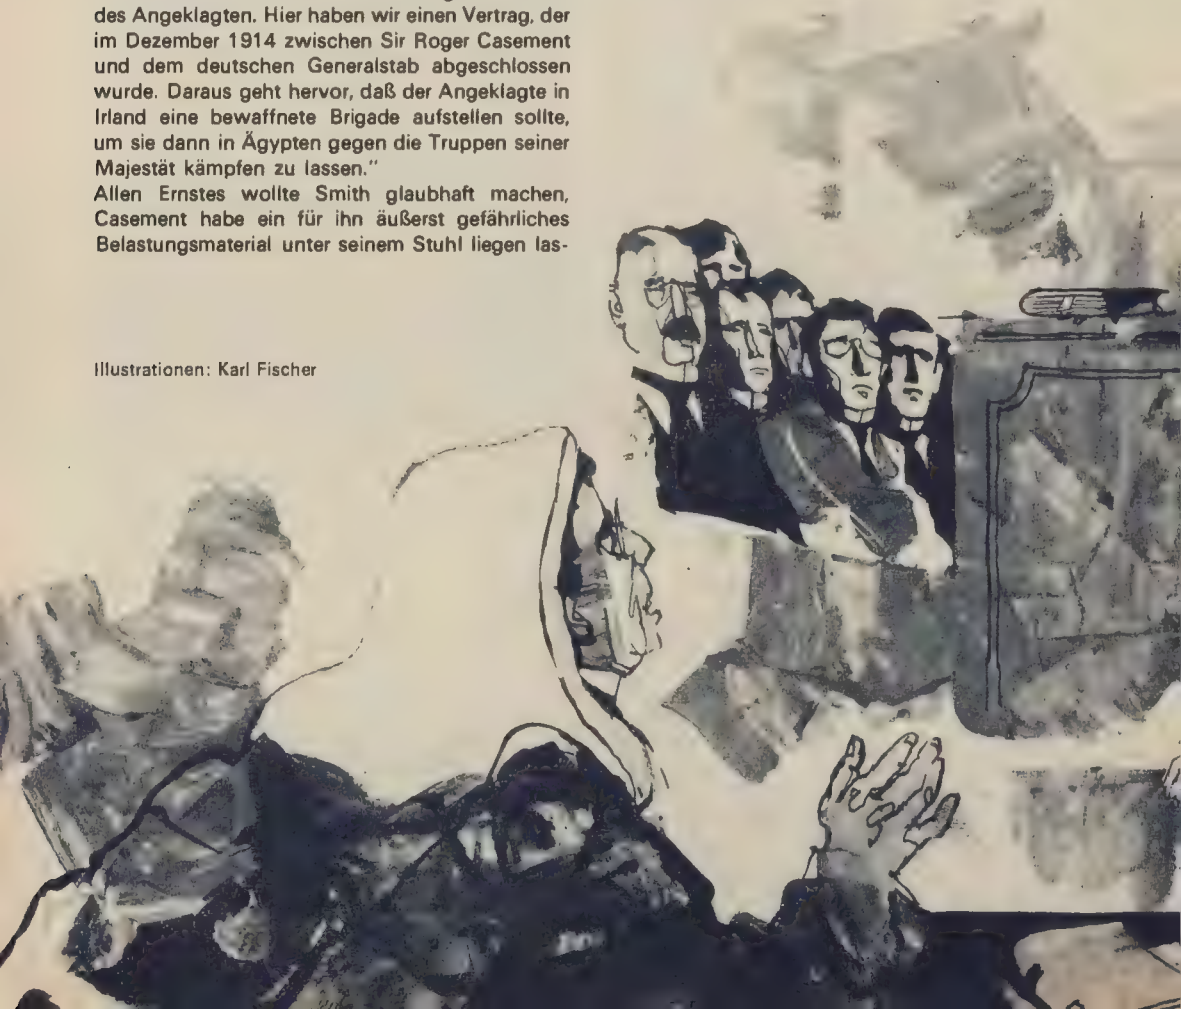 des Angeklagten. Hier haben wir einen Vertrag, der
im Dezember 1914 zwischen Sir Roger Casement
und dem deutschen Generalstab abgeschlossen
wurde. Daraus geht hervor, daß der Angeklagte in
Irland eine bewaffnete Brigade aufstellen sollte,
um sie dann in Ägypten gegen die Truppen seiner
Majestät kämpfen zu lassen."
Allen Ernstes wollte Smith glaubhaft machen,
Casement habe ein für ihn äußerst gefährliches
Belastungsmaterial unter seinem Stuhl liegen las-
Illustrationen: Karl Fischer